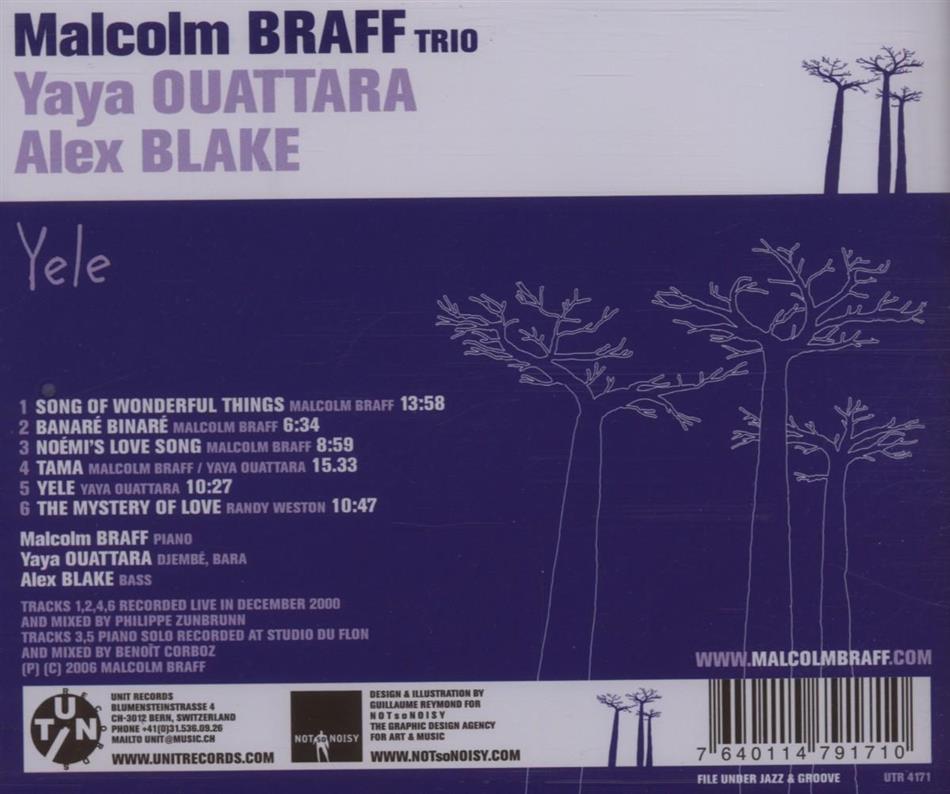 Malcolm BRAFF TRIO
Yaya OUATTARA
Alex BLAKE
Yele
1 SONG OF WONDERFUL THINGS MALCOLM BRAFF 13:58
2 BANARÉ BINARÉ MALCOLM BRAFF 6:34
3 NOÉMI'S LOVE SONG MALCOLM BRAFF 8:59
4 TAMA MALCOLM BRAFF / YAYA OUATTARA 15.33
5 YELE YAYA OUATTARA 10:27
6 THE MYSTERY OF LOVE RANDY WESTON 10:47
Malcolm BRAFF PIANO
Yaya OUATTARA DJEMBÉ, BARA
Alex BLAKE BASS
TRACKS 1,2,4,6 RECORDED LIVE IN DECEMBER 2000
AND MIXED BY PHILIPPE ZUNBRUNN
TRACKS 3,5 PIANO SOLO RECORDED AT STUDIO DU FLON
AND MIXED BY BENOÎT CORBOZ
(P) (C) 2006 MALCOLM BRAFF
WWW.MALCOLMBRAFF.COM
UNIT
UNIT RECORDS
BLUMENSTEINSTRASSE 4
CH-3012 BERN, SWITZERLAND
PHONE +41(0)31.536.09.26
MAILTO UNIT@MUSIC.CH
WWW.UNITRECORDS.COM
NOT so NOISY
DESIGN & ILLUSTRATION BY
GUILLAUME REYMOND FOR
NOTsoNOISY
THE GRAPHIC DESIGN AGENCY
FOR ART & MUSIC
WWW.NOTsoNOISY.COM
7 640114 791710
FILE UNDER JAZZ & GROOVE
UTR 4171